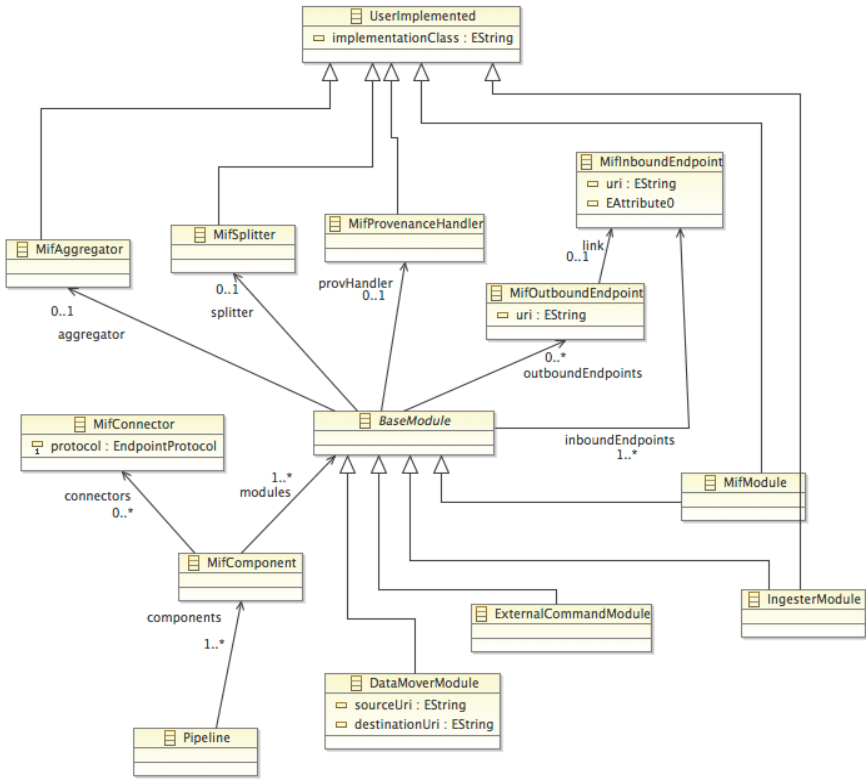 UserImplemented
implementationClass : EString
MifInboundEndpoint
uri : EString
EAttribute0
MifAggregator
MifSplitter
MifProvenanceHandler
link
0..1
MifOutboundEndpoint
uri : EString
0..1
aggregator
0..1
splitter
provHandler
0..1
0..*
outboundEndpoints
MifConnector
1
protocol : EndpointProtocol
BaseModule
inboundEndpoints
1..*
connectors
0..*
1..*
modules
MifModule
MifComponent
components
1..*
ExternalCommandModule
IngesterModule
DataMoverModule
sourceUri : EString
destinationUri : EString
Pipeline